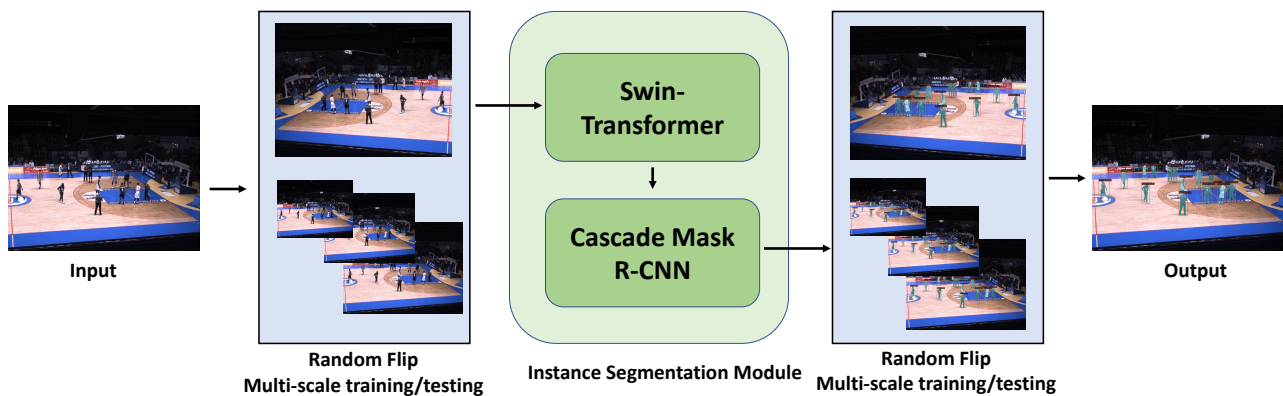 Input
Random Flip
Multi-scale training/testing
Swin-
Transformer
Cascade Mask
R-CNN
Instance Segmentation Module
Random Flip
Multi-scale training/testing
Output